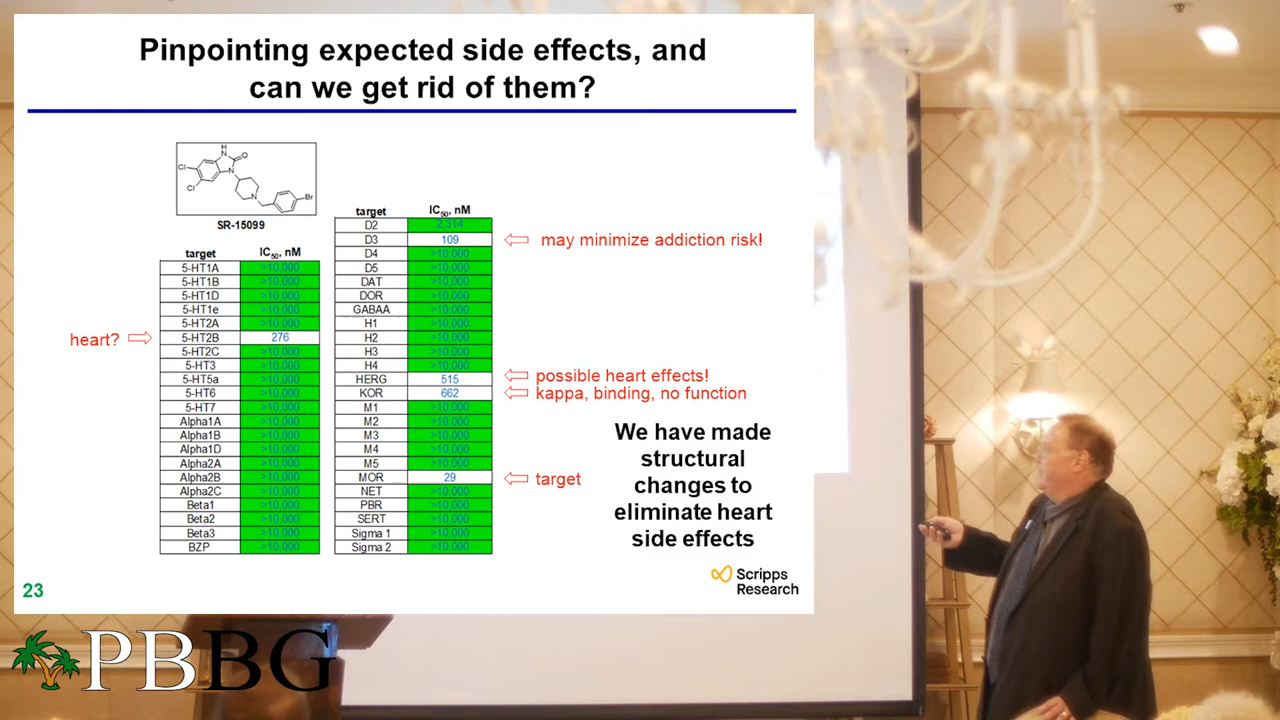 Pinpointing expected side effects, and
can we get rid of them?
H
N
O
Cl
Cl
N
N
Br
SR-15099
target IC50, nM
5-HT1A >10,000
5-HT1B >10,000
5-HT1D >10,000
5-HT1e >10,000
5-HT2A >10,000
heart? 5-HT2B 276
5-HT2C >10,000
5-HT3 >10,000
5-HT5a >10,000
5-HT6 >10,000
5-HT7 >10,000
Alpha1A >10,000
Alpha1B >10,000
Alpha1D >10,000
Alpha2A >10,000
Alpha2B >10,000
Alpha2C >10,000
Beta1 >10,000
Beta2 >10,000
Beta3 >10,000
BZP >10,000
target IC50, nM
D2 2,314
D3 109 may minimize addiction risk!
D4 >10,000
D5 >10,000
DAT >10,000
DOR >10,000
GABAA >10,000
H1 >10,000
H2 >10,000
H3 >10,000
H4 >10,000
HERG 515 possible heart effects!
KOR 662 kappa, binding, no function
M1 >10,000
M2 >10,000
M3 >10,000
M4 >10,000
M5 >10,000
MOR 29 target
NET >10,000
PBR >10,000
SERT >10,000
Sigma 1 >10,000
Sigma 2 >10,000
We have made
structural
changes to
eliminate heart
side effects
Scripps
Research
23
PBBG